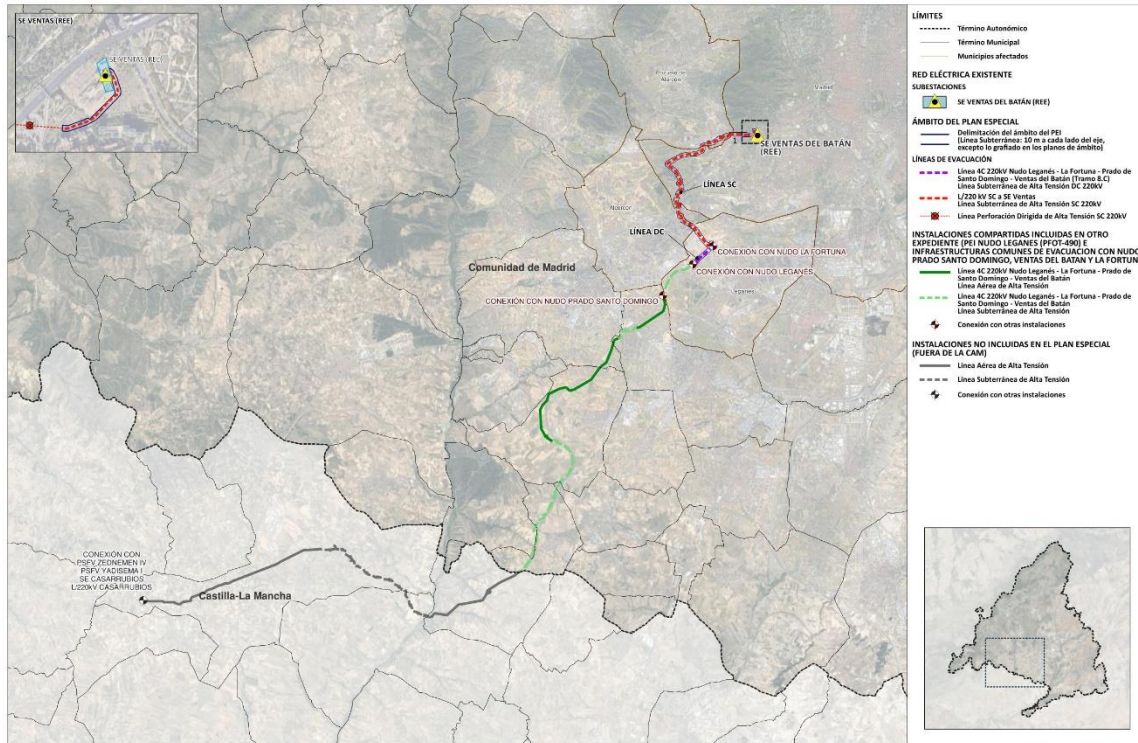 SE VENTAS (REE)
SE VENTAS (REE)
Pozuelo de
Alarcón
Madrid
SE VENTAS DEL BATÁN
(REE)
1
LÍNEA SC
LÍNEA DC
CONEXIÓN CON NUDO LA FORTUNA
CONEXIÓN CON NUDO LEGANÉS
Leganés
Comunidad de Madrid
CONEXIÓN CON NUDO PRADO SANTO DOMINGO
CONEXIÓN CON
PSFV ZEDNEMEN IV
PSFV YADISEMA I
SE CASARRUBIOS
L/220kV CASARRUBIOS
Castilla-La Mancha
LÍMITES
Término Autonómico
Término Municipal
Municipios afectados
RED ELÉCTRICA EXISTENTE
SUBESTACIONES
SE VENTAS DEL BATÁN (REE)
ÁMBITO DEL PLAN ESPECIAL
Delimitación del ámbito del PEI
(Línea Subterránea: 10 m a cada lado del eje,
excepto lo grafiado en los planos de ámbito)
LÍNEAS DE EVACUACIÓN
Línea 4C 220kV Nudo Leganés - La Fortuna - Prado de
Santo Domingo - Ventas del Batán (Tramo 8.C)
Línea Subterránea de Alta Tensión DC 220kV
L/220 kV SC a SE Ventas
Línea Subterránea de Alta Tensión SC 220kV
Línea Perforación Dirigida de Alta Tensión SC 220kV
INSTALACIONES COMPARTIDAS INCLUIDAS EN OTRO
EXPEDIENTE (PEI NUDO LEGANES (PFOT-490) E
INFRAESTRUCTURAS COMUNES DE EVACUACION CON NUDO
PRADO SANTO DOMINGO, VENTAS DEL BATAN Y LA FORTUN
Línea 4C 220kV Nudo Leganés - La Fortuna - Prado de
Santo Domingo - Ventas del Batán
Línea Aérea de Alta Tensión
Línea 4C 220kV Nudo Leganés - La Fortuna - Prado de
Santo Domingo - Ventas del Batán
Línea Subterránea de Alta Tensión
Conexión con otras instalaciones
INSTALACIONES NO INCLUIDAS EN EL PLAN ESPECIAL
(FUERA DE LA CAM)
Línea Aérea de Alta Tensión
Línea Subterránea de Alta Tensión
Conexión con otras instalaciones